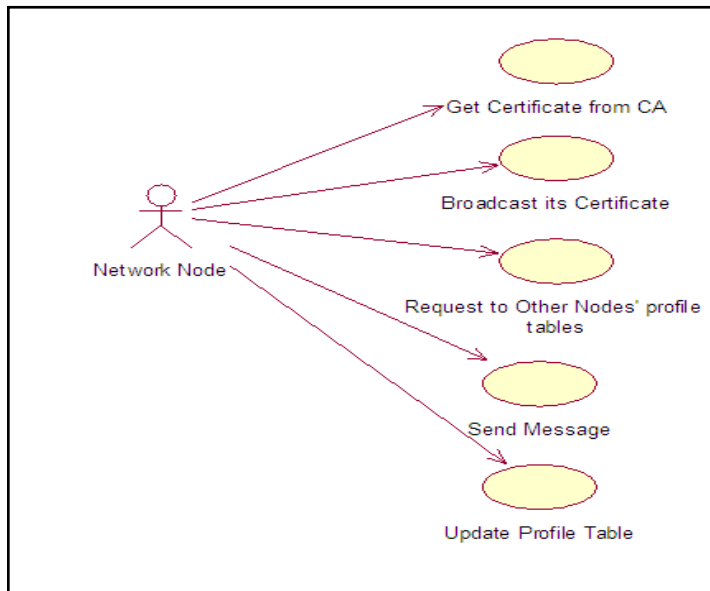 Get Certificate from CA
Broadcast its Certificate
Network Node
Request to Other Nodes' profile
tables
Send Message
Update Profile Table